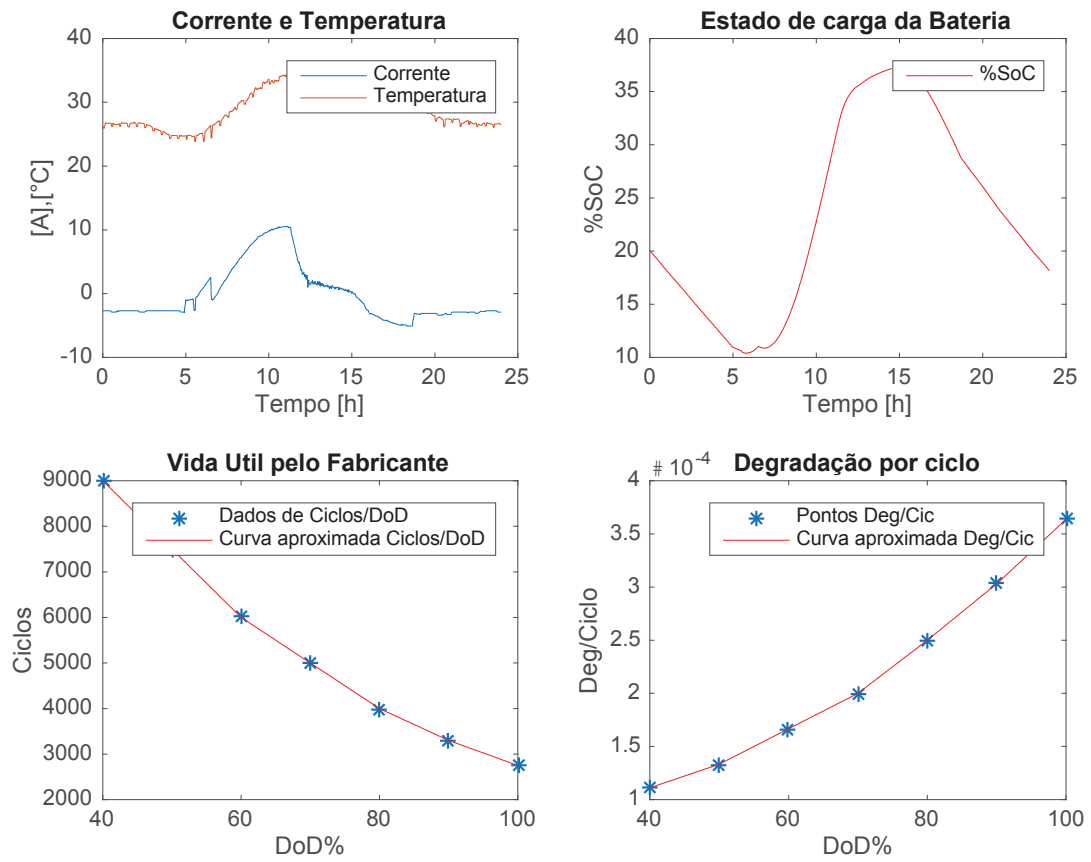 Corrente e Temperatura
40
30
20
10
0
-10
[A],[°C]
Corrente
Temperatura
0 5 10 15 20 25
Tempo [h]
Estado de carga da Bateria
40
35
30
25
20
15
10
%SoC
%SoC
0 5 10 15 20 25
Tempo [h]
Vida Util pelo Fabricante
9000
8000
7000
6000
5000
4000
3000
2000
Ciclos
Dados de Ciclos/DoD
Curva aproximada Ciclos/DoD
40 60 80 100
DoD%
# 10-4 Degradação por ciclo
4
3.5
3
2.5
2
1.5
1
Deg/Ciclo
Pontos Deg/Cic
Curva aproximada Deg/Cic
40 60 80 100
DoD%